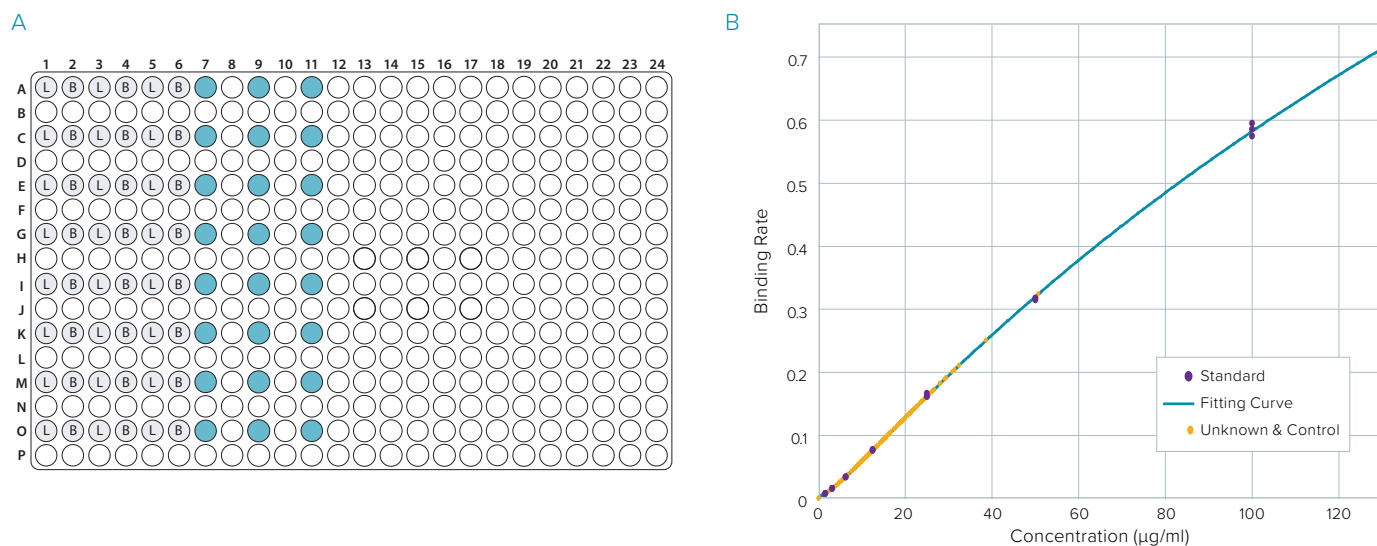 A
1 2 3 4 5 6 7 8 9 10 11 12 13 14 15 16 17 18 19 20 21 22 23 24
A L B L B L B
B
C L B L B L B
D
E L B L B L B
F
G L B L B L B
H
I L B L B L B
J
K L B L B L B
L
M L B L B L B
N
O L B L B L B
P
B
0.7
0.6
0.5
0.4
0.3
0.2
0.1
0
Binding Rate
Standard
Fitting Curve
Unknown & Control
0 20 40 60 80 100 120
Concentration (µg/ml)